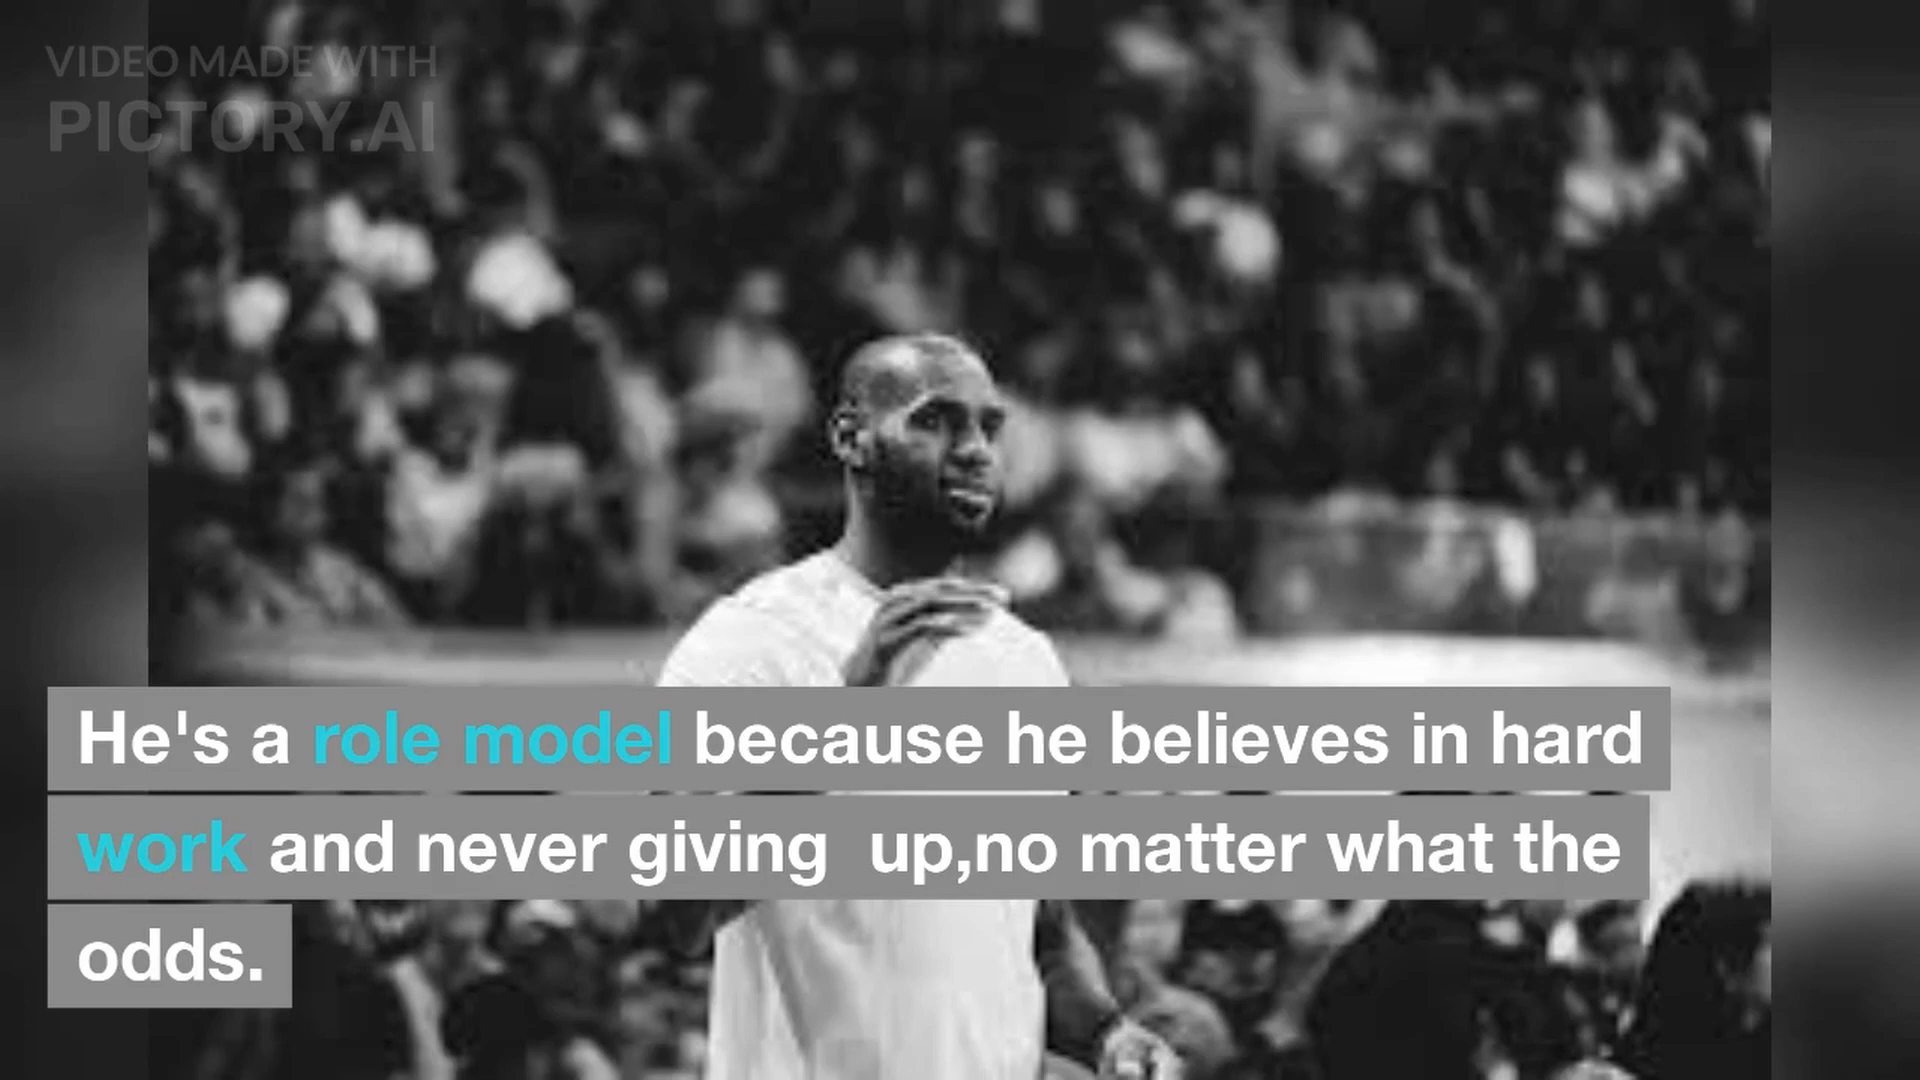 VIDEO MADE WITH
PICTORY.AI
He's a role model because he believes in hard
work and never giving  up,no matter what the
odds.